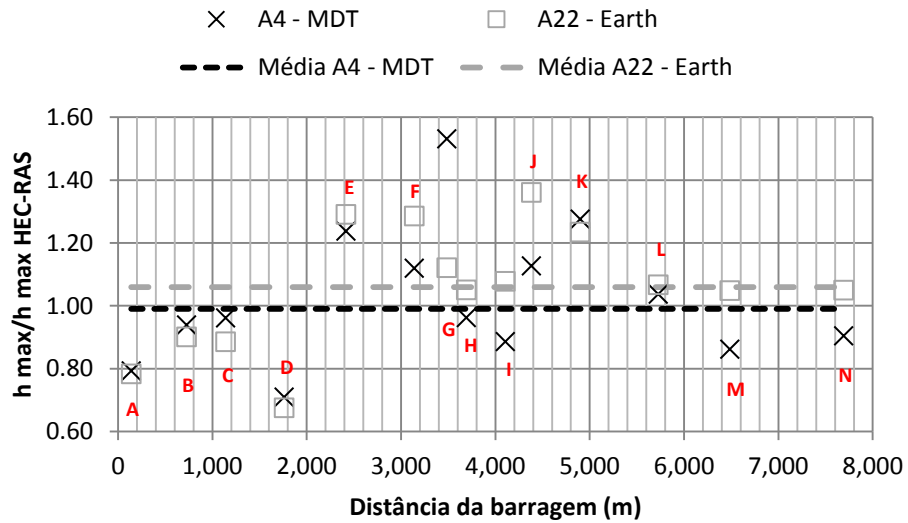 A4 - MDT A22 - Earth
Média A4 - MDT Média A22 - Earth
h max/h max HEC-RAS
1.60
1.40
1.20
1.00
0.80
0.60
A
B
C
D
E
F
G
H
I
J
K
L
M
N
0 1,000 2,000 3,000 4,000 5,000 6,000 7,000 8,000
Distância da barragem (m)